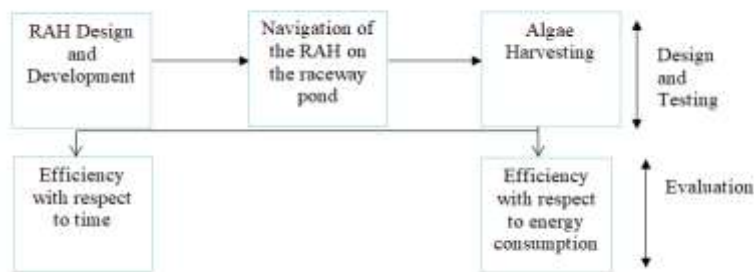 RAH Design
and
Development
Navigation of
the RAH on
the raceway
pond
Algae
Harvesting
Design
and
Testing
Efficiency
with respect
to time
Efficiency
with respect
to energy
consumption
Evaluation